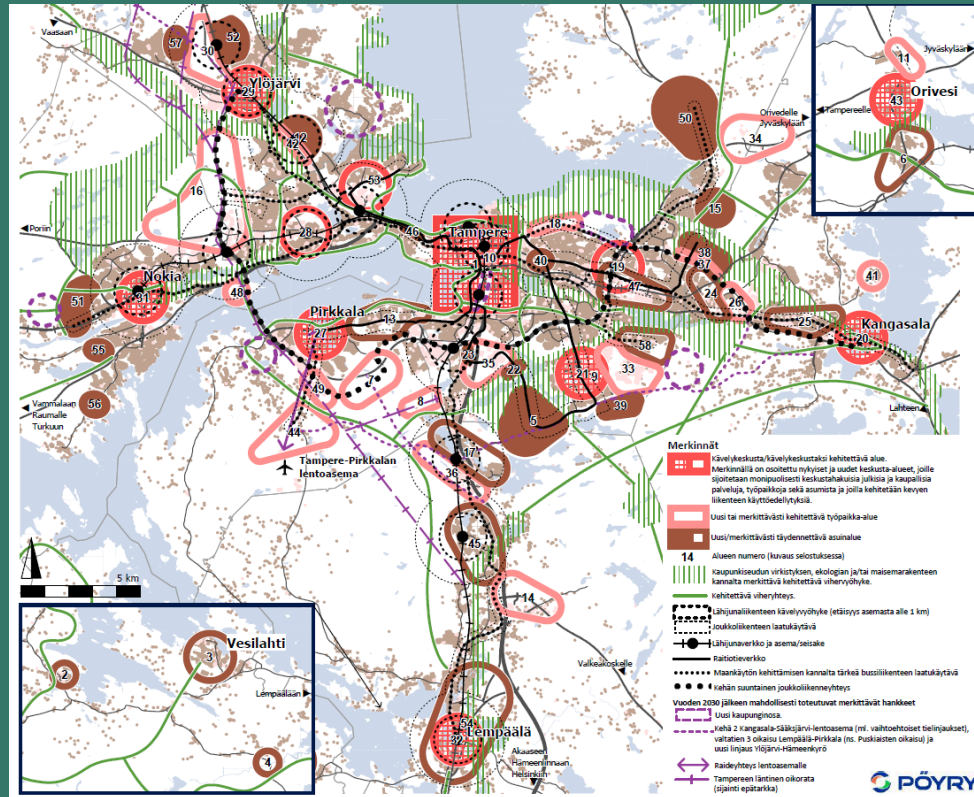 Vaasaan
57
52
30
Ylöjärvi
29
12
42
53
16
28
46
Poriin
Nokia
51
31
48
55
56
Vammalaan
Raumalle
Turkuun
Pirkkala
27
13
49
7
8
44
Tampere-Pirkkalan
lentoasema
Tampere
1
10
18
40
19
47
23
35
22
5
21
9
39
33
58
50
15
34
Orivedelle
Jyväskylään
38
37
24
26
25
41
Kangasala
20
Lahteen
17
36
45
14
Valkeakoskelle
54
32
Lempäälä
Akaaseen
Hämeenlinnaan
Helsinkiin
5 km
Jyväskylään
11
Orivesi
43
Tampereelle
6
Vesilahti
2
3
4
Lempäälään
Merkinnät
Kävelykeskusta/kävelykeskustaksi kehitettävä alue.
Merkinnällä on osoitettu nykyiset ja uudet keskusta-alueet, joille
sijoitetaan monipuolisesti keskustahakuisia julkisia ja kaupallisia
palveluja, työpaikkoja sekä asumista ja joilla kehitetään kevyen
liikenteen käyttöedellytyksiä.
Uusi tai merkittävästi kehitettävä työpaikka-alue
Uusi/merkittävästi täydennettävä asuinalue
14 Alueen numero (kuvaus selostuksessa)
Kaupunkiseudun virkistyksen, ekologian ja/tai maisemarakenteen
kannalta merkittävä kehitettävä vihervyöhyke.
Kehitettävä viheryhteys.
Lähijunaliikenteen kävelyvyöhyke (etäisyys asemasta alle 1 km)
Joukkoliikenteen laatukäytävä
Lähijunaverkko ja asema/seisake
Raitiotieverkko
Maankäytön kehittämisen kannalta tärkeä bussiliikenteen laatukäytävä
Kehän suuntainen joukkoliikenneyhteys
Vuoden 2030 jälkeen mahdollisesti toteutuvat merkittävät hankkeet
Uusi kaupunginosa.
Kehä 2 Kangasala-Sääksjärvi-lentoasema (ml. vaihtoehtoiset tielinjaukset),
valtatien 3 oikaisu Lempäälä-Pirkkala (ns. Puskiaisten oikaisu) ja
uusi linjaus Ylöjärvi-Hämeenkyrö
Raideyhteys lentoasemalle
Tampereen läntinen oikorata
(sijainti epätarkka)
PÖYRY